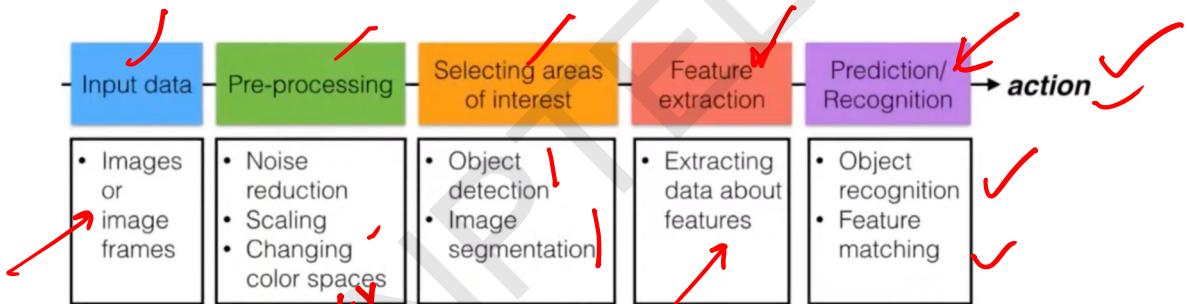 Input data
Pre-processing
Selecting areas
of interest
Feature
extraction
Prediction/
Recognition
action
• Images
or
image
frames
• Noise
reduction
• Scaling
• Changing
color spaces
• Object
detection
• Image
segmentation
• Extracting
data about
features
• Object
recognition
• Feature
matching
NPTEL